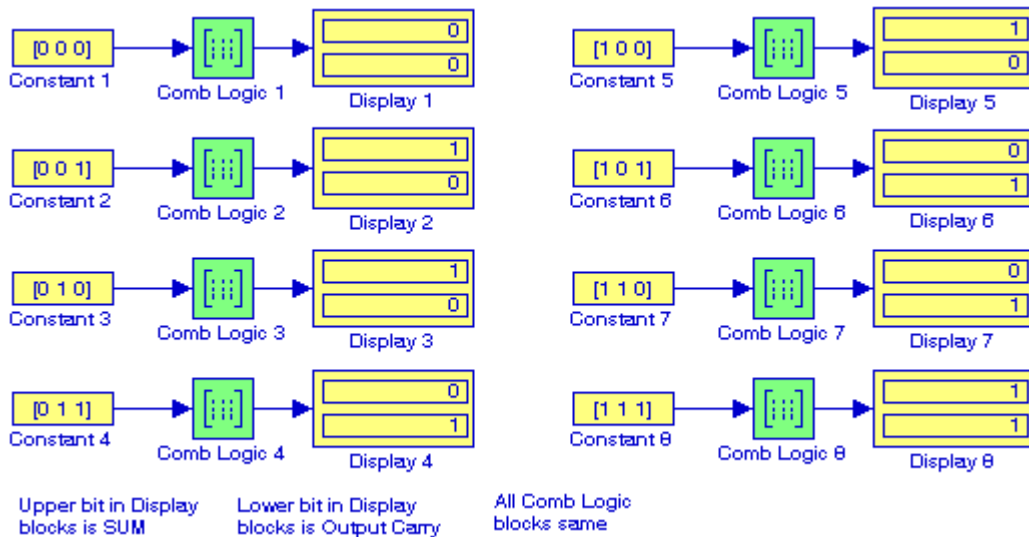 [0 0 0]
0
0
Constant 1
Comb Logic 1
Display 1
[1 0 0]
1
0
Constant 5
Comb Logic 5
Display 5
[0 0 1]
1
0
Constant 2
Comb Logic 2
Display 2
[1 0 1]
0
1
Constant 6
Comb Logic 6
Display 6
[0 1 0]
1
0
Constant 3
Comb Logic 3
Display 3
[1 1 0]
0
1
Constant 7
Comb Logic 7
Display 7
[0 1 1]
0
1
Constant 4
Comb Logic 4
Display 4
[1 1 1]
1
1
Constant 8
Comb Logic 8
Display 8
Upper bit in Display
blocks is SUM
Lower bit in Display
blocks is Output Carry
All Comb Logic
blocks same